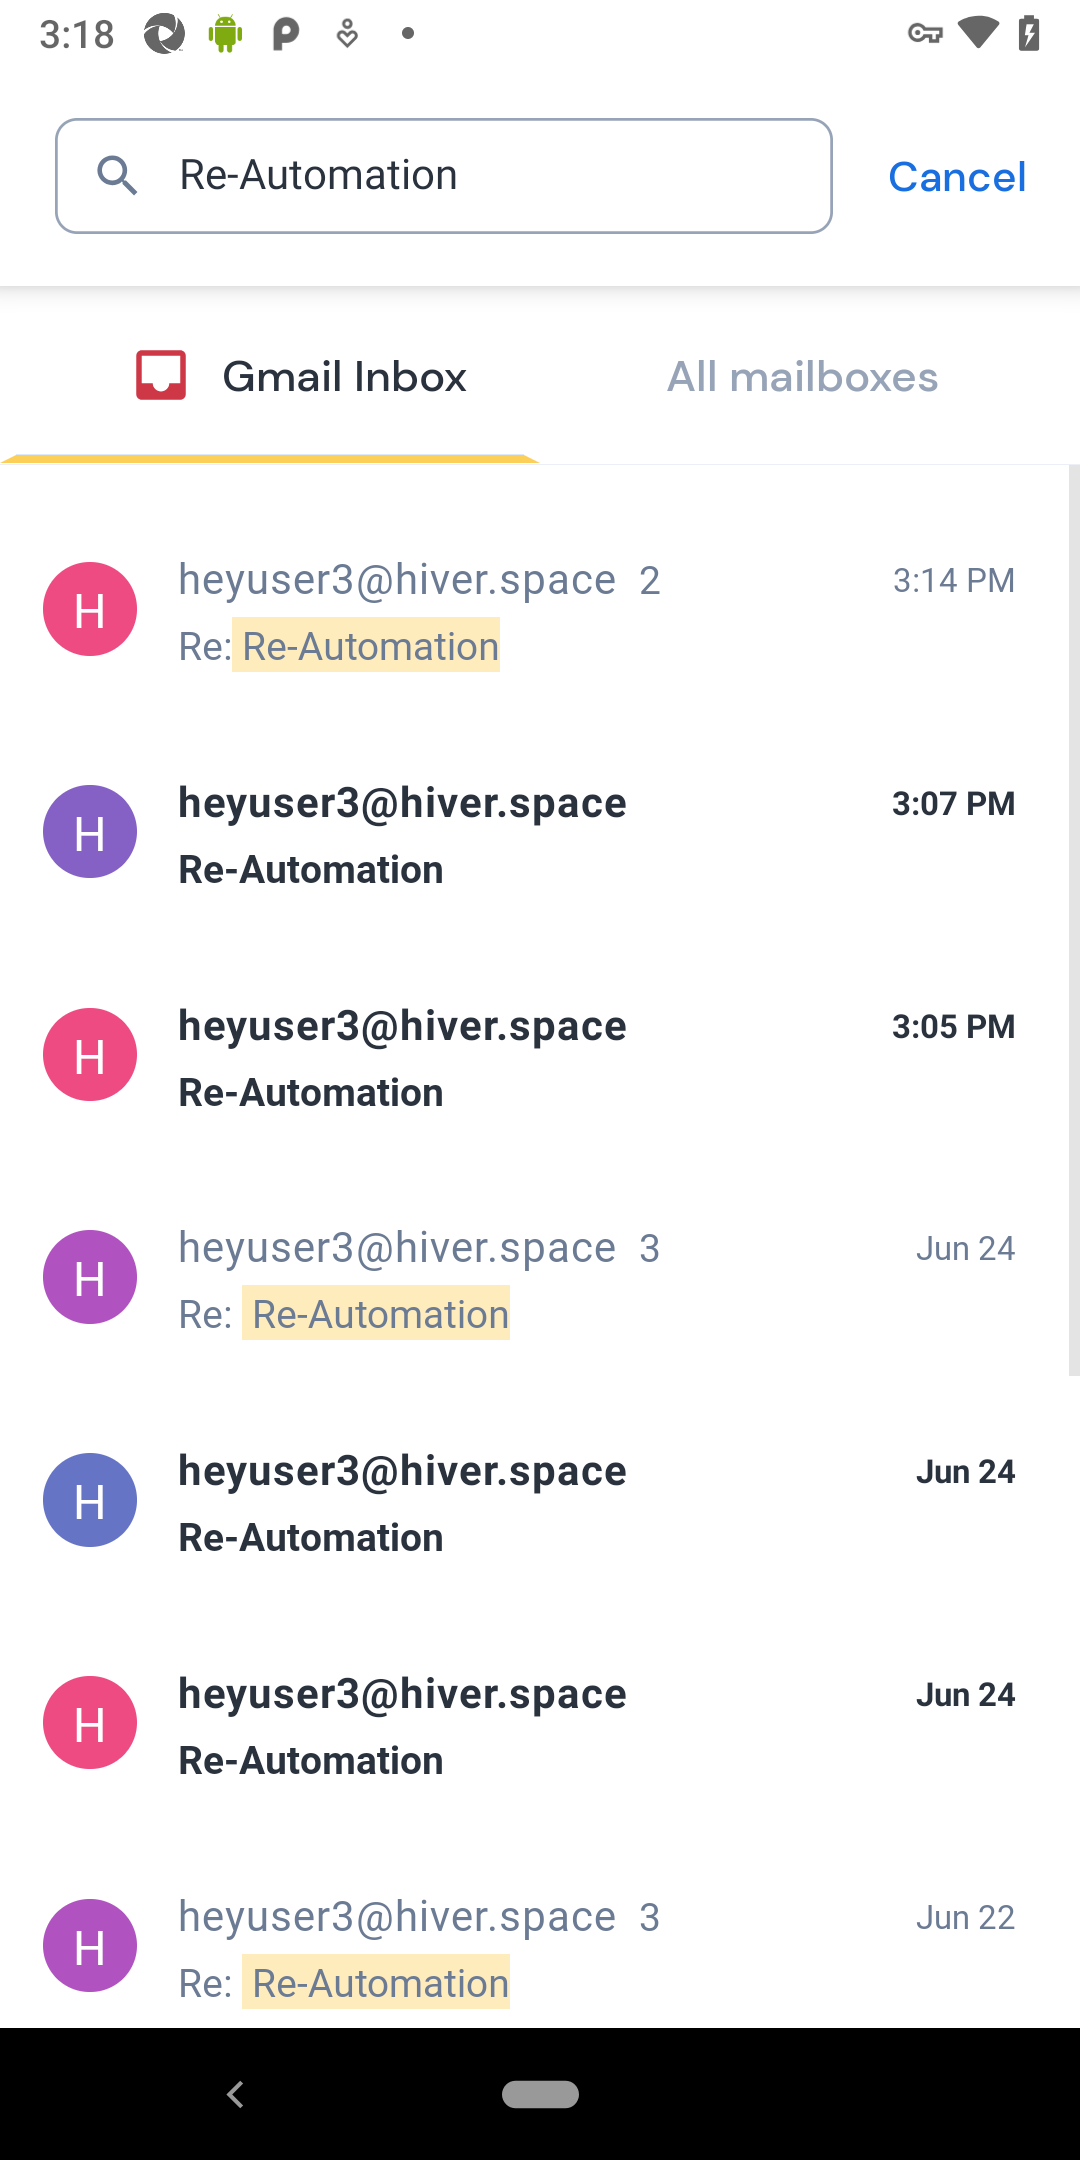 3:18
Re-Automation
Cancel
Gmail Inbox
All mailboxes
H
heyuser3@hiver.space 2
3:14 PM
Re: Re-Automation
H
heyuser3@hiver.space
3:07 PM
Re-Automation
H
heyuser3@hiver.space
3:05 PM
Re-Automation
H
heyuser3@hiver.space 3
Jun 24
Re: Re-Automation
H
heyuser3@hiver.space
Jun 24
Re-Automation
H
heyuser3@hiver.space
Jun 24
Re-Automation
H
heyuser3@hiver.space 3
Jun 22
Re: Re-Automation